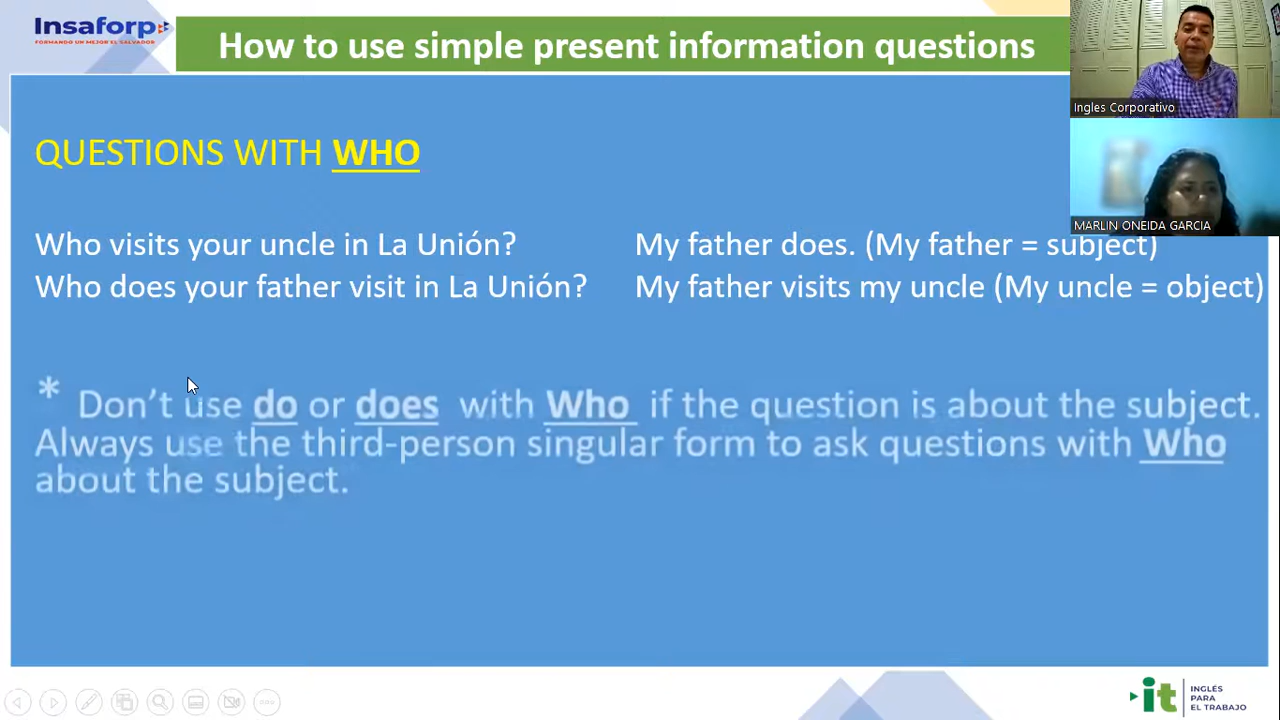 Insaforp
FORMANDO UN MEJOR EL SALVADOR
How to use simple present information questions
Ingles Corporativo
MARLIN ONEIDA GARCIA
QUESTIONS WITH WHO
Who visits your uncle in La Unión? My father does. (My father = subject)
Who does your father visit in La Unión? My father visits my uncle (My uncle = object)
* Don't use do or does with Who if the question is about the subject.
Always use the third-person singular form to ask questions with Who
about the subject.
it INGLÉS
PARA
EL TRABAJO